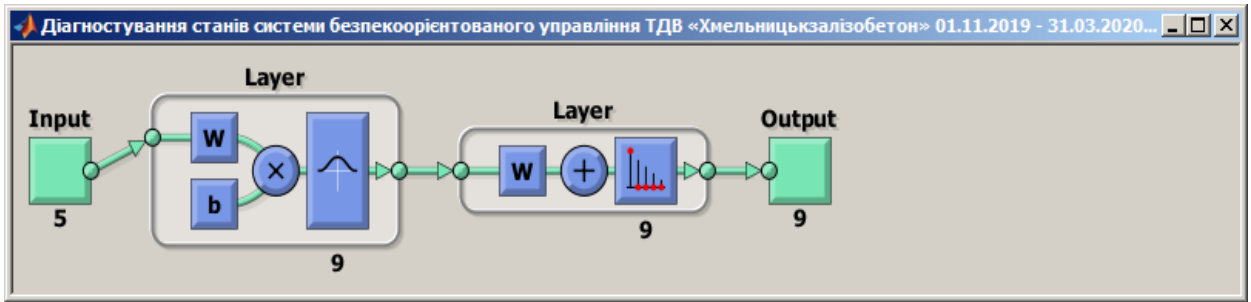 Діагностування станів системи безпекоорієнтованого управління ТДВ «Хмельницькзалізобетон» 01.11.2019 - 31.03.2020...
Layer
Layer
Input
Output
W
b
W
5
9
9
9